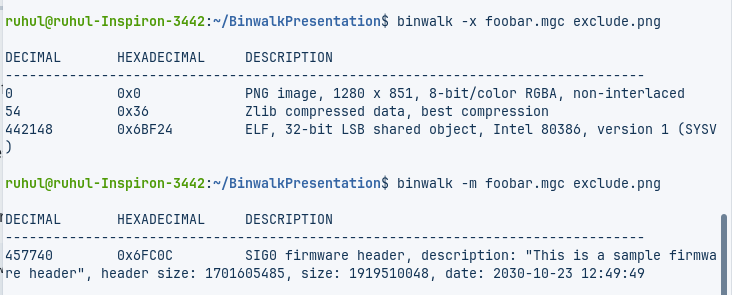 ruhul@ruhul-Inspiron-3442:~/BinwalkPresentation$ binwalk -x foobar.mgc exclude.png
DECIMAL       HEXADECIMAL     DESCRIPTION
--------------------------------------------------------------------------------
0             0x0             PNG image, 1280 x 851, 8-bit/color RGBA, non-interlaced
54            0x36            Zlib compressed data, best compression
442148        0x6BF24         ELF, 32-bit LSB shared object, Intel 80386, version 1 (SYSV
)
ruhul@ruhul-Inspiron-3442:~/BinwalkPresentation$ binwalk -m foobar.mgc exclude.png
DECIMAL       HEXADECIMAL     DESCRIPTION
--------------------------------------------------------------------------------
457740        0x6FC0C         SIG0 firmware header, description: "This is a sample firmwa
re header", header size: 1701605485, size: 1919510048, date: 2030-10-23 12:49:49